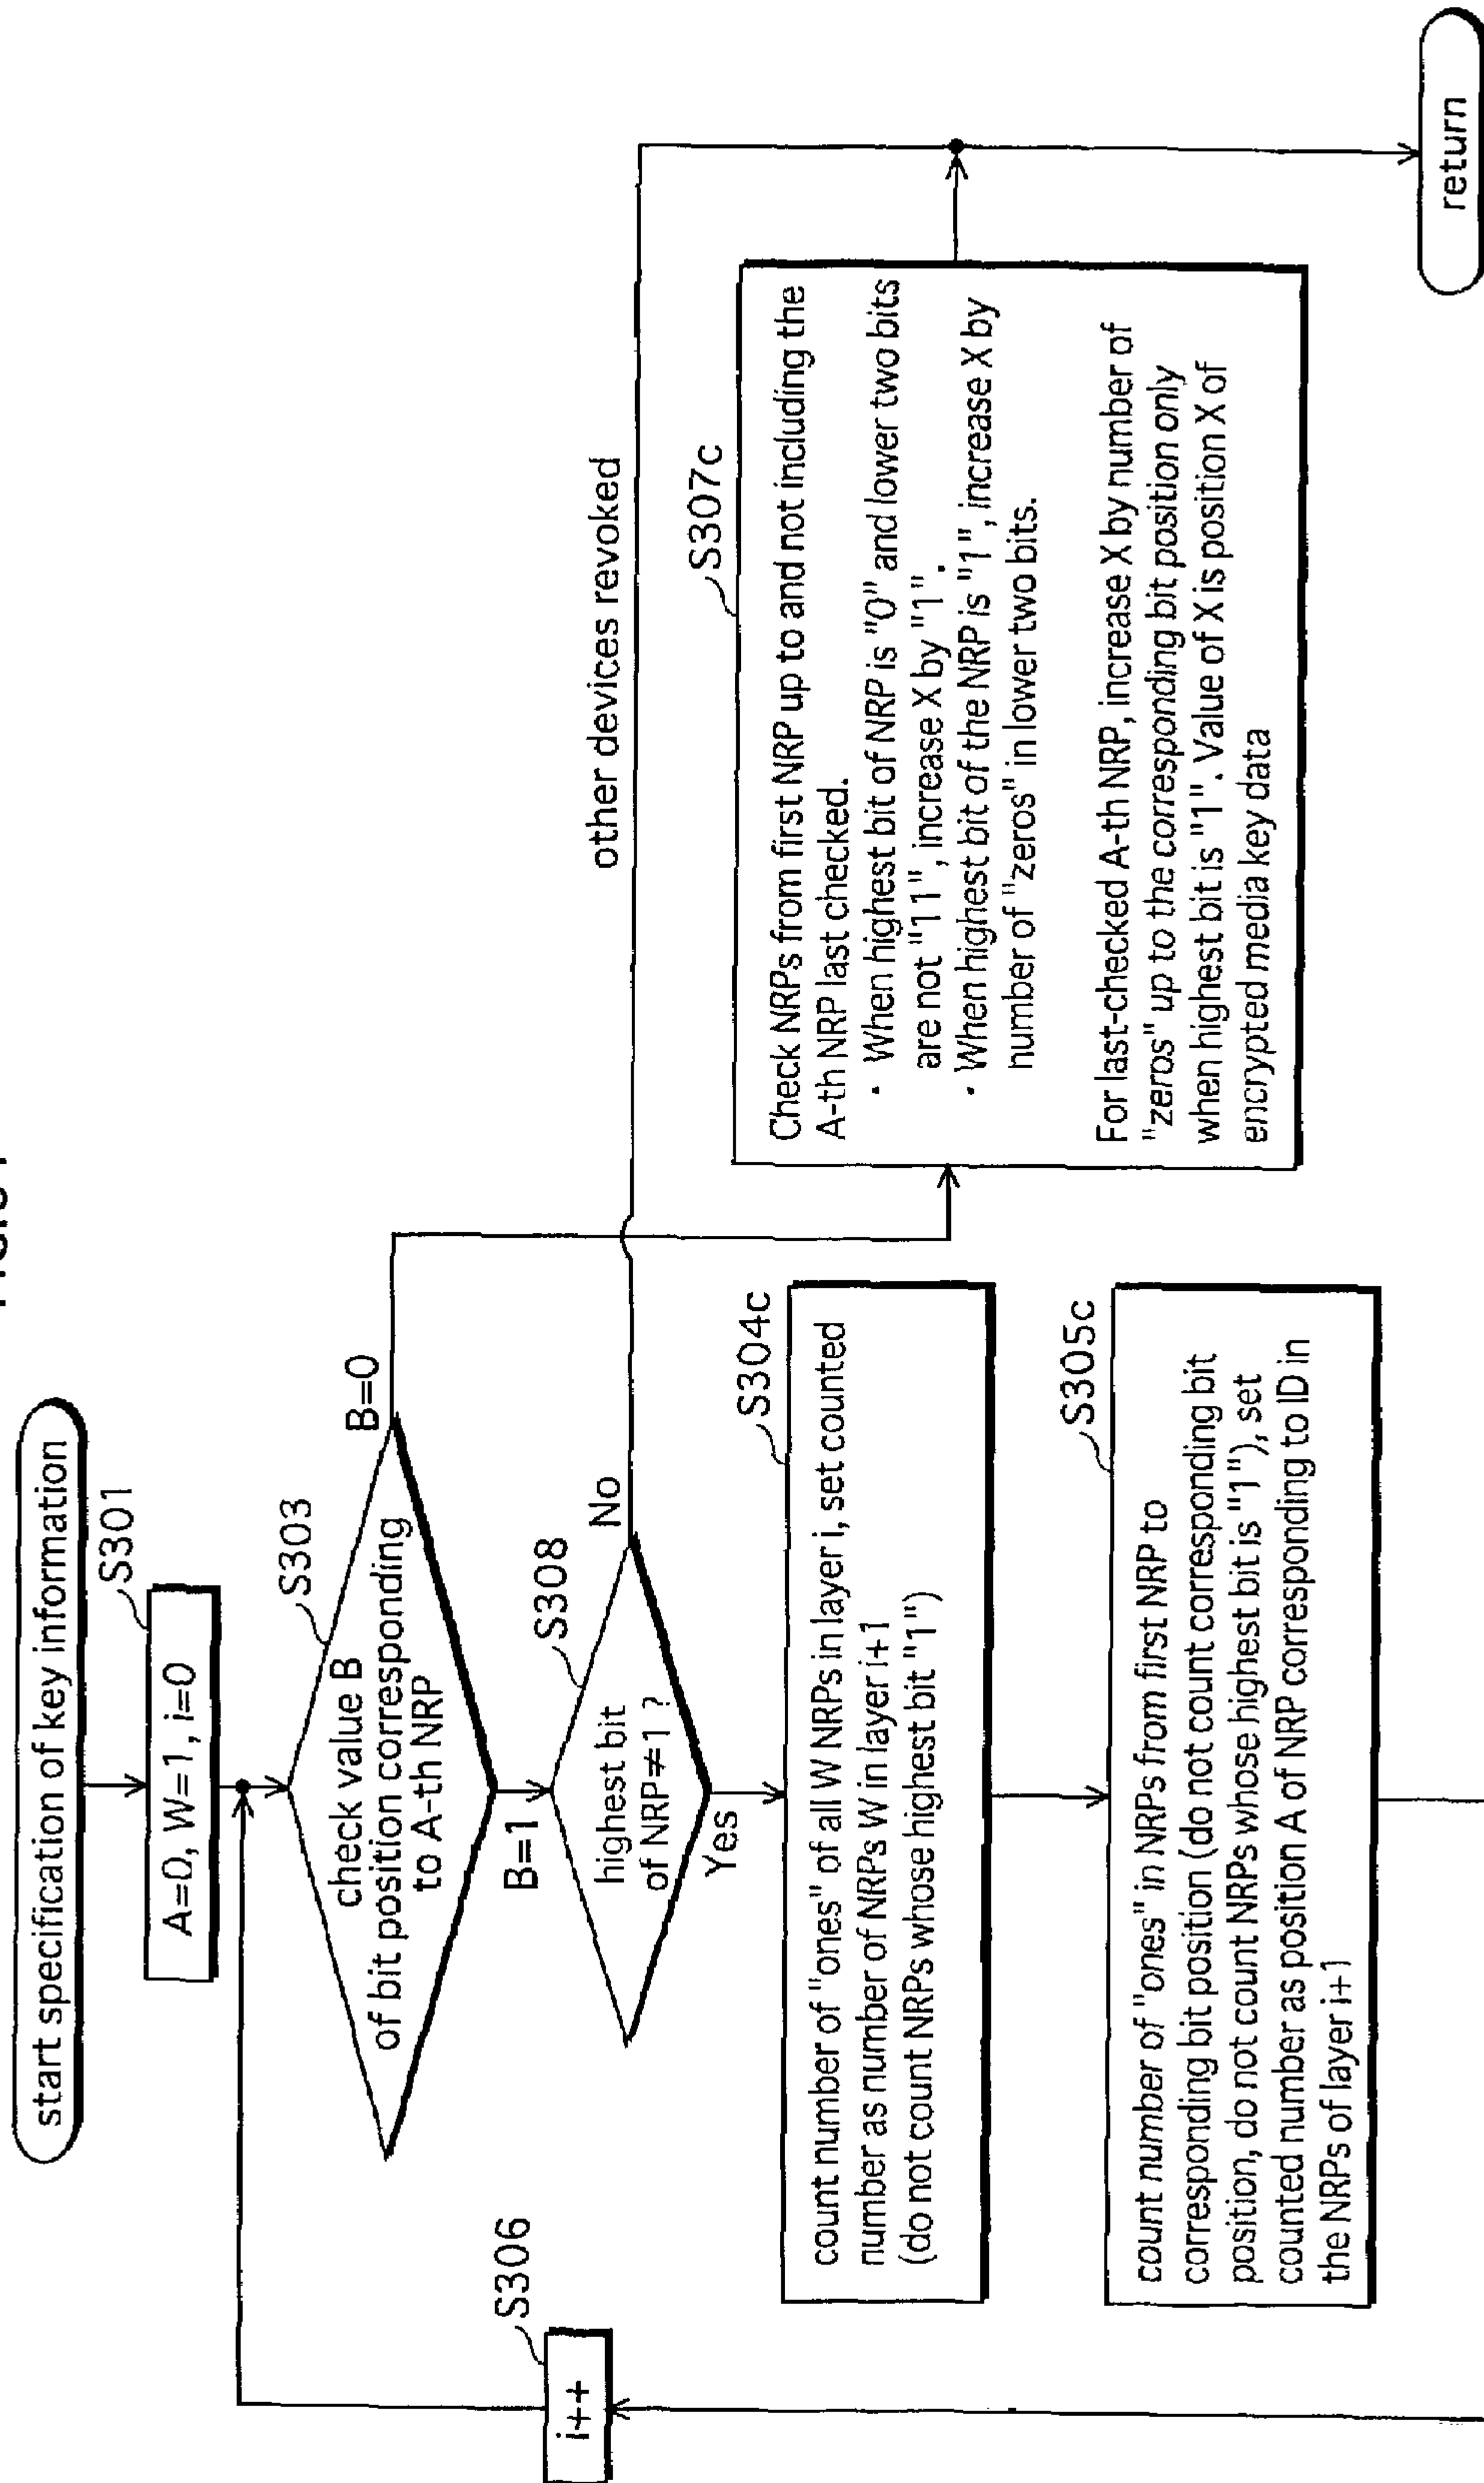 start specification of key information
S301
A=0, W=1, i=0
S303
check value B
of bit position corresponding
to A-th NRP
B=0
B=1
S308
highest bit
of NRP≠1 ?
No
Yes
other devices revoked
S304c
count number of "ones" of all W NRPs in layer i, set counted
number as number of NRPs W in layer i+1
(do not count NRPs whose highest bit "1")
S305c
count number of "ones" in NRPs from first NRP to
corresponding bit position (do not count corresponding bit
position, do not count NRPs whose highest bit is "1"), set
counted number as position A of NRP corresponding to ID in
the NRPs of layer i+1
S306
i++
S307c
Check NRPs from first NRP up to and not including the
A-th NRP last checked.
· When highest bit of NRP is "0" and lower two bits
are not "11", increase X by "1".
· When highest bit of the NRP is "1", increase X by
number of "zeros" in lower two bits.
For last-checked A-th NRP, increase X by number of
"zeros" up to the corresponding bit position only
when highest bit is "1". Value of X is position X of
encrypted media key data
return